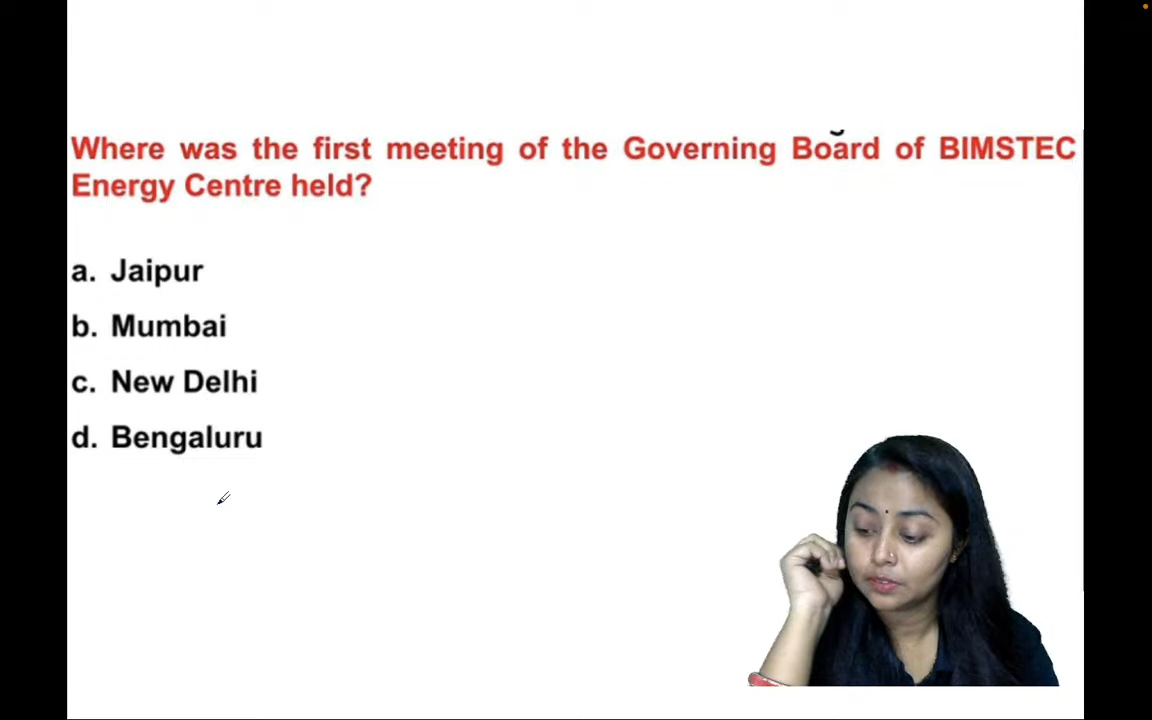 Where was the first meeting of the Governing Board of BIMSTEC
Energy Centre held?
a. Jaipur
b. Mumbai
c. New Delhi
d. Bengaluru